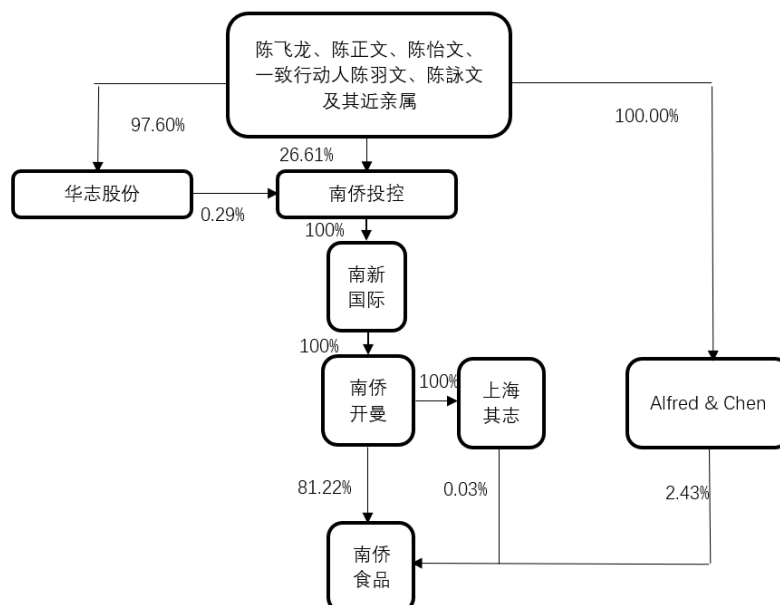 陈飞龙、陈正文、陈怡文、
一致行动人陈羽文、陈詠文
及其近亲属
97.60%
26.61%
100.00%
华志股份
0.29%
南侨投控
100%
南新
国际
100%
南侨
开曼
100%
上海
其志
Alfred & Chen
81.22%
0.03%
2.43%
南侨
食品